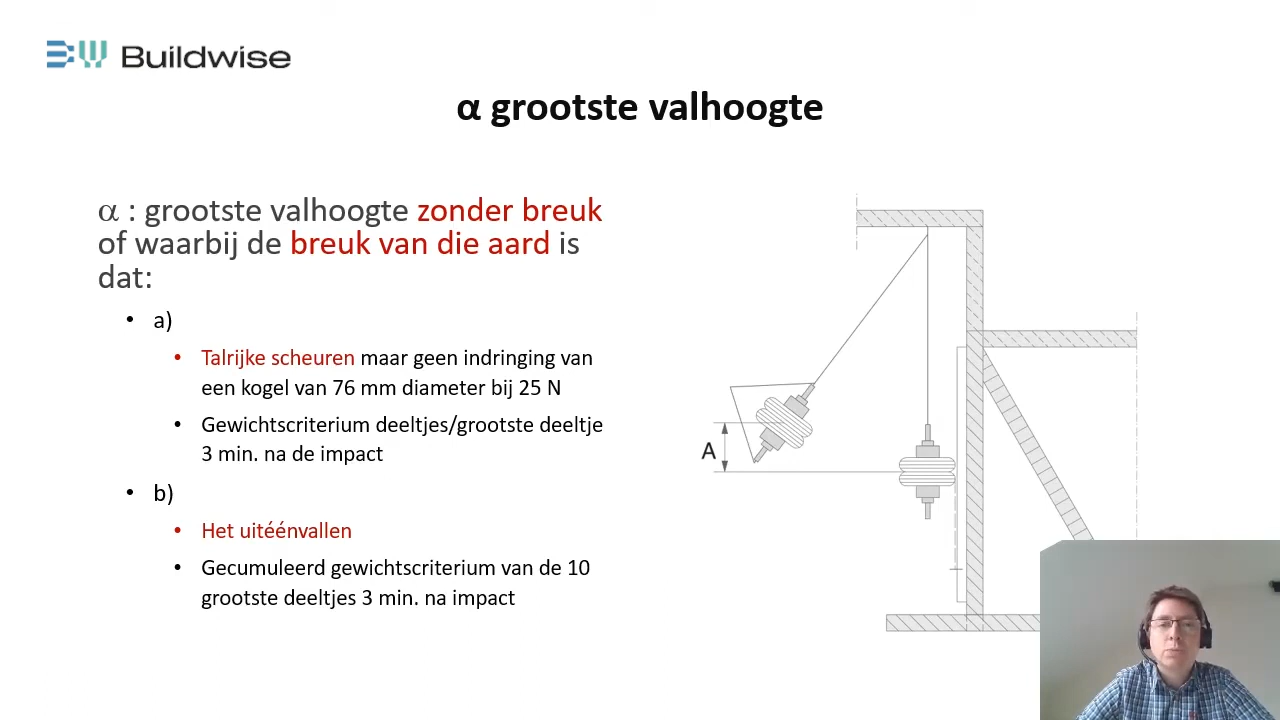 Buildwise
α grootste valhoogte
α : grootste valhoogte zonder breuk
of waarbij de breuk van die aard is
dat:
• a)
• Talrijke scheuren maar geen indringing van
een kogel van 76 mm diameter bij 25 N
• Gewichtscriterium deeltjes/grootste deeltje
3 min. na de impact
• b)
• Het uitéénvallen
• Gecumuleerd gewichtscriterium van de 10
grootste deeltjes 3 min. na impact
A